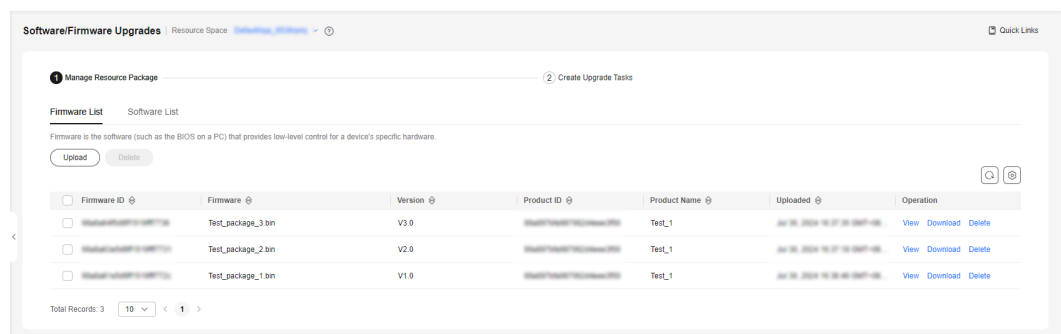 Software/Firmware Upgrades | Resource Space
Quick Links
1 Manage Resource Package
2 Create Upgrade Tasks
Firmware List Software List
Firmware is the software (such as the BIOS on a PC) that provides low-level control for a device's specific hardware.
Upload Delete
Firmware ID Firmware Version Product ID Product Name Uploaded Operation
Test_package_3.bin V3.0 Test_1 View Download Delete
Test_package_2.bin V2.0 Test_1 View Download Delete
Test_package_1.bin V1.0 Test_1 View Download Delete
Total Records: 3 10 < 1 >